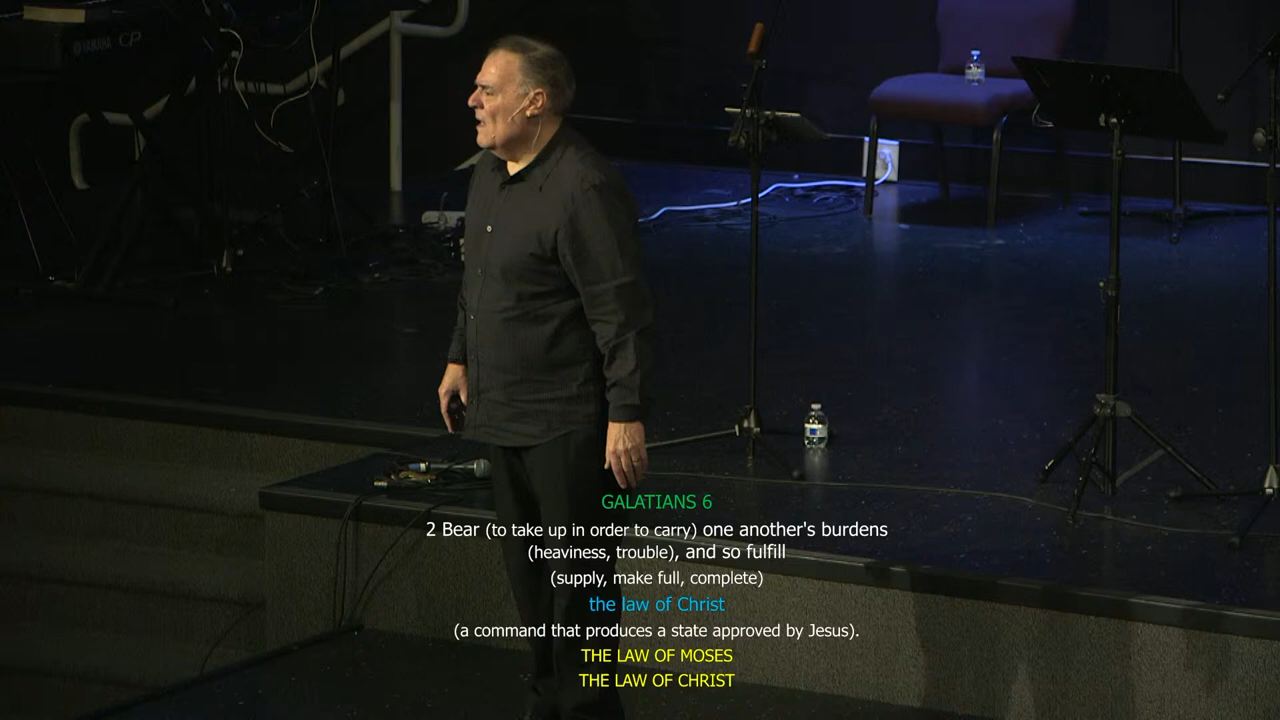 YAMAHA CP
GALATIANS 6
2 Bear (to take up in order to carry) one another's burdens
(heaviness, trouble), and so fulfill
(supply, make full, complete)
the law of Christ
(a command that produces a state approved by Jesus).
THE LAW OF MOSES
THE LAW OF CHRIST